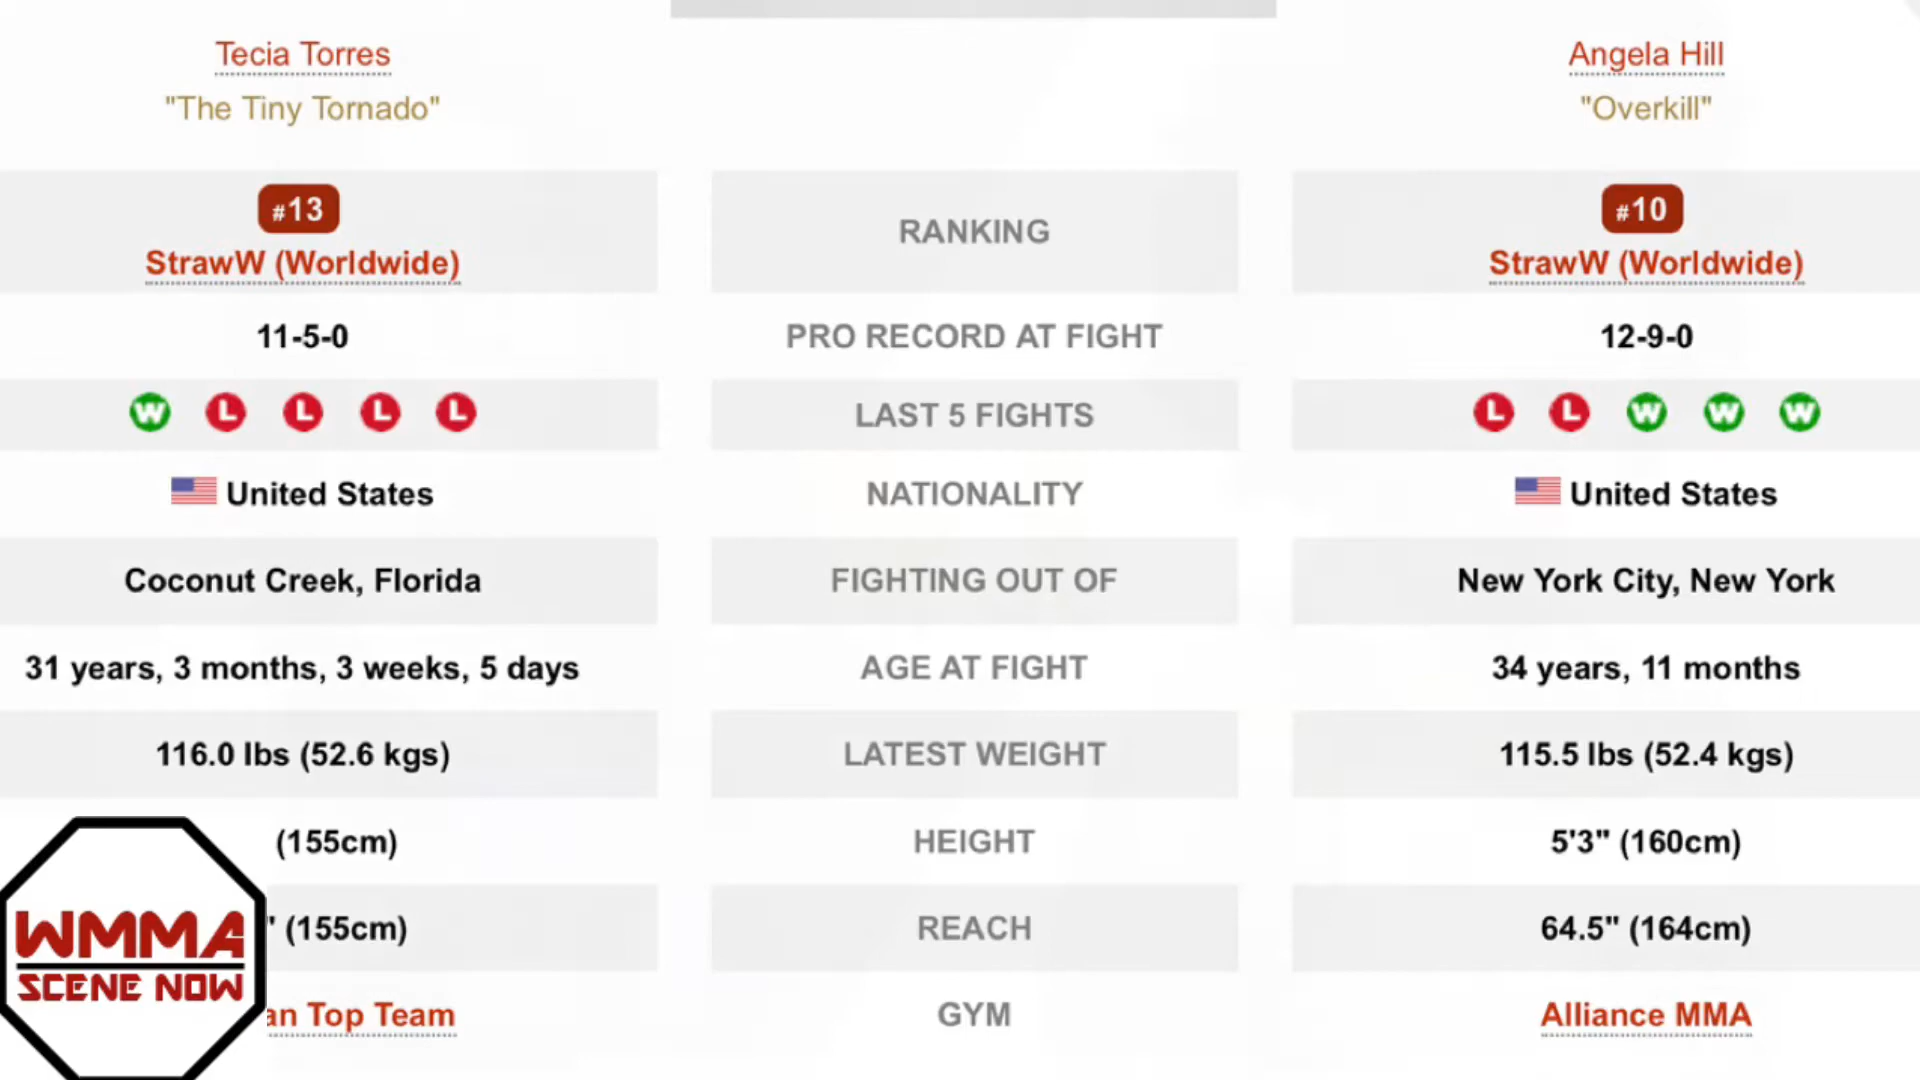 Tecia Torres
Angela Hill
"The Tiny Tornado"
"Overkill"
#13
RANKING
#10
StrawW (Worldwide)
StrawW (Worldwide)
11-5-0
PRO RECORD AT FIGHT
12-9-0
W L L L L
LAST 5 FIGHTS
L L W W W
United States
NATIONALITY
United States
Coconut Creek, Florida
FIGHTING OUT OF
New York City, New York
31 years, 3 months, 3 weeks, 5 days
AGE AT FIGHT
34 years, 11 months
116.0 lbs (52.6 kgs)
LATEST WEIGHT
115.5 lbs (52.4 kgs)
(155cm)
HEIGHT
5'3" (160cm)
" (155cm)
REACH
64.5" (164cm)
an Top Team
GYM
Alliance MMA
WMMA
SCENE NOW